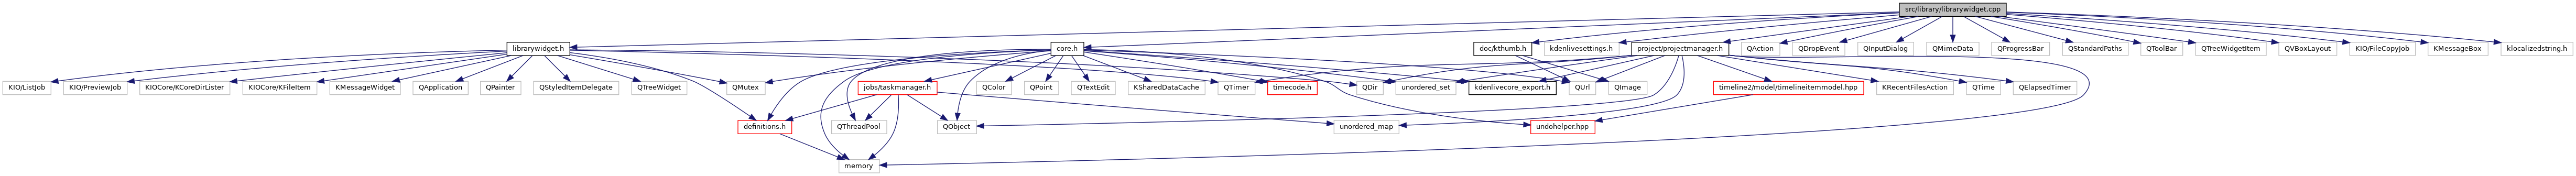 src/library/librarywidget.cpp
librarywidget.h
core.h
doc/kthumb.h
kdenlivesettings.h
project/projectmanager.h
QAction
QDropEvent
QInputDialog
QMimeData
QProgressBar
QStandardPaths
QToolBar
QTreeWidgetItem
QVBoxLayout
KIO/FileCopyJob
KMessageBox
klocalizedstring.h
KIO/ListJob
KIO/PreviewJob
KIOCore/KCoreDirLister
KIOCore/KFileItem
KMessageWidget
QApplication
QPainter
QStyledItemDelegate
QTreeWidget
QMutex
jobs/taskmanager.h
QColor
QPoint
QTextEdit
KSharedDataCache
QTimer
timecode.h
QDir
unordered_set
kdenlivecore_export.h
QUrl
QImage
timeline2/model/timelineitemmodel.hpp
KRecentFilesAction
QTime
QElapsedTimer
definitions.h
QThreadPool
QObject
unordered_map
undohelper.hpp
memory